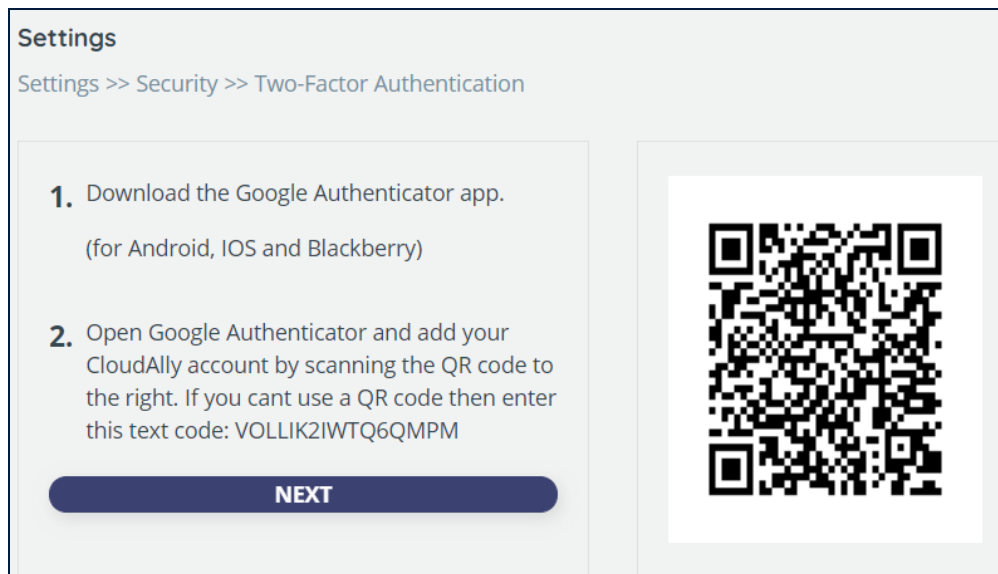 Settings
Settings >> Security >> Two-Factor Authentication
1. Download the Google Authenticator app.
(for Android, IOS and Blackberry)
2. Open Google Authenticator and add your
CloudAlly account by scanning the QR code to
the right. If you cant use a QR code then enter
this text code: VOLLIK2IWTQ6QMPM
NEXT